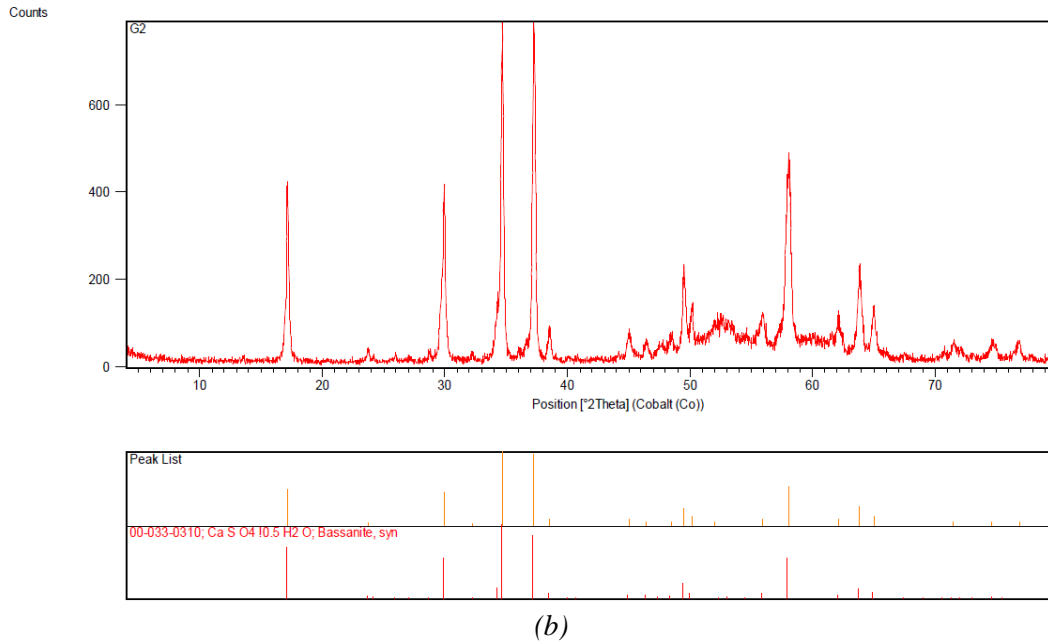 Counts
G2
600
400
200
0
10 20 30 40 50 60 70
Position [°2Theta] (Cobalt (Co))
Peak List
00-033-0310; Ca S O4 !0.5 H2 O; Bassanite, syn
(b)